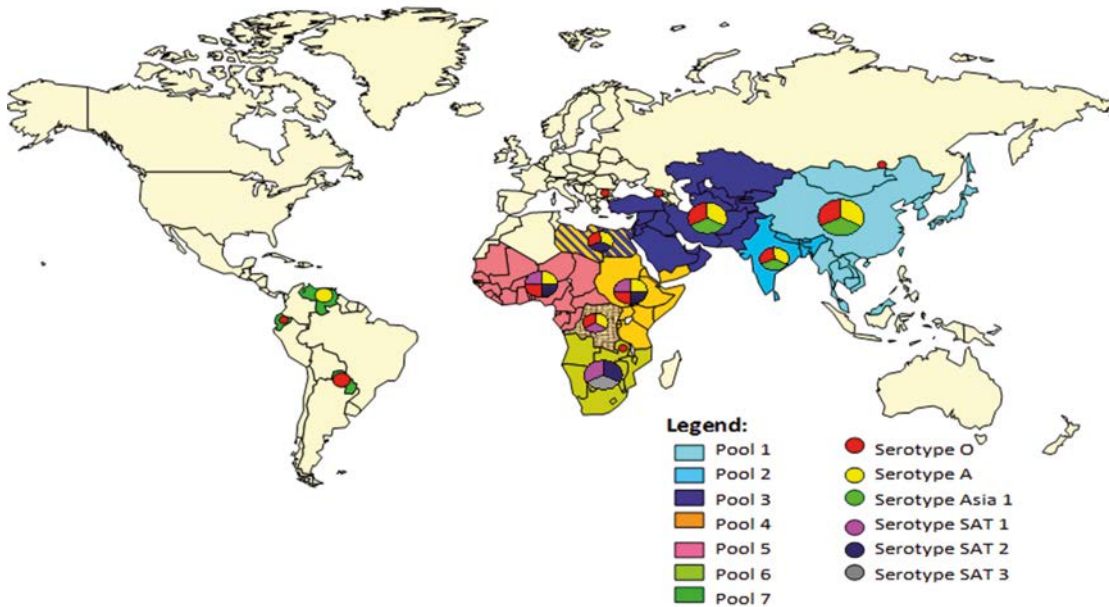 Legend:
Pool 1
Pool 2
Pool 3
Pool 4
Pool 5
Pool 6
Pool 7
Serotype O
Serotype A
Serotype Asia 1
Serotype SAT 1
Serotype SAT 2
Serotype SAT 3